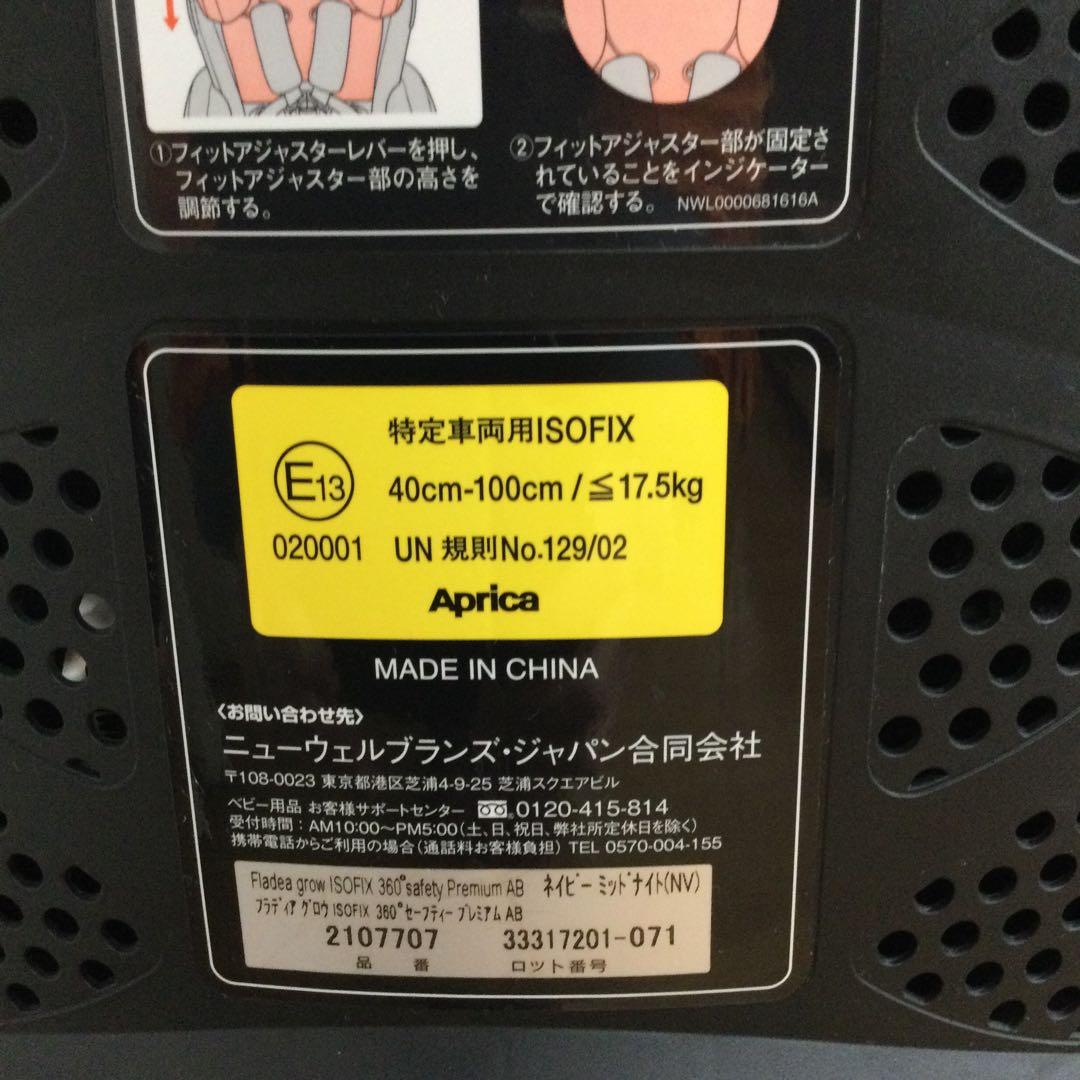 ①フィットアジャスターレバーを押し、
フィットアジャスター部の高さを
調節する。
②フィットアジャスター部が固定さ
れていることをインジケーター
で確認する。 NWL0000681616A
特定車両用ISOFIX
E13 40cm-100cm / ≦17.5kg
020001 UN 規則No.129/02
Aprica
MADE IN CHINA
〈お問い合わせ先〉
ニューウェルブランズ・ジャパン合同会社
〒108-0023 東京都港区芝浦4-9-25 芝浦スクエアビル
ベビー用品 お客様サポートセンター 0120-415-814
受付時間：AM10:00〜PM5:00（土、日、祝日、弊社所定休日を除く）
携帯電話からご利用の場合（通話料お客様負担）TEL 0570-004-155
Fladea grow ISOFIX 360°safety Premium AB ネイビー ミッドナイト(NV)
フラディア グロウ ISOFIX 360°セーフティー プレミアム AB
2107707 33317201-071
品 番 ロット番号